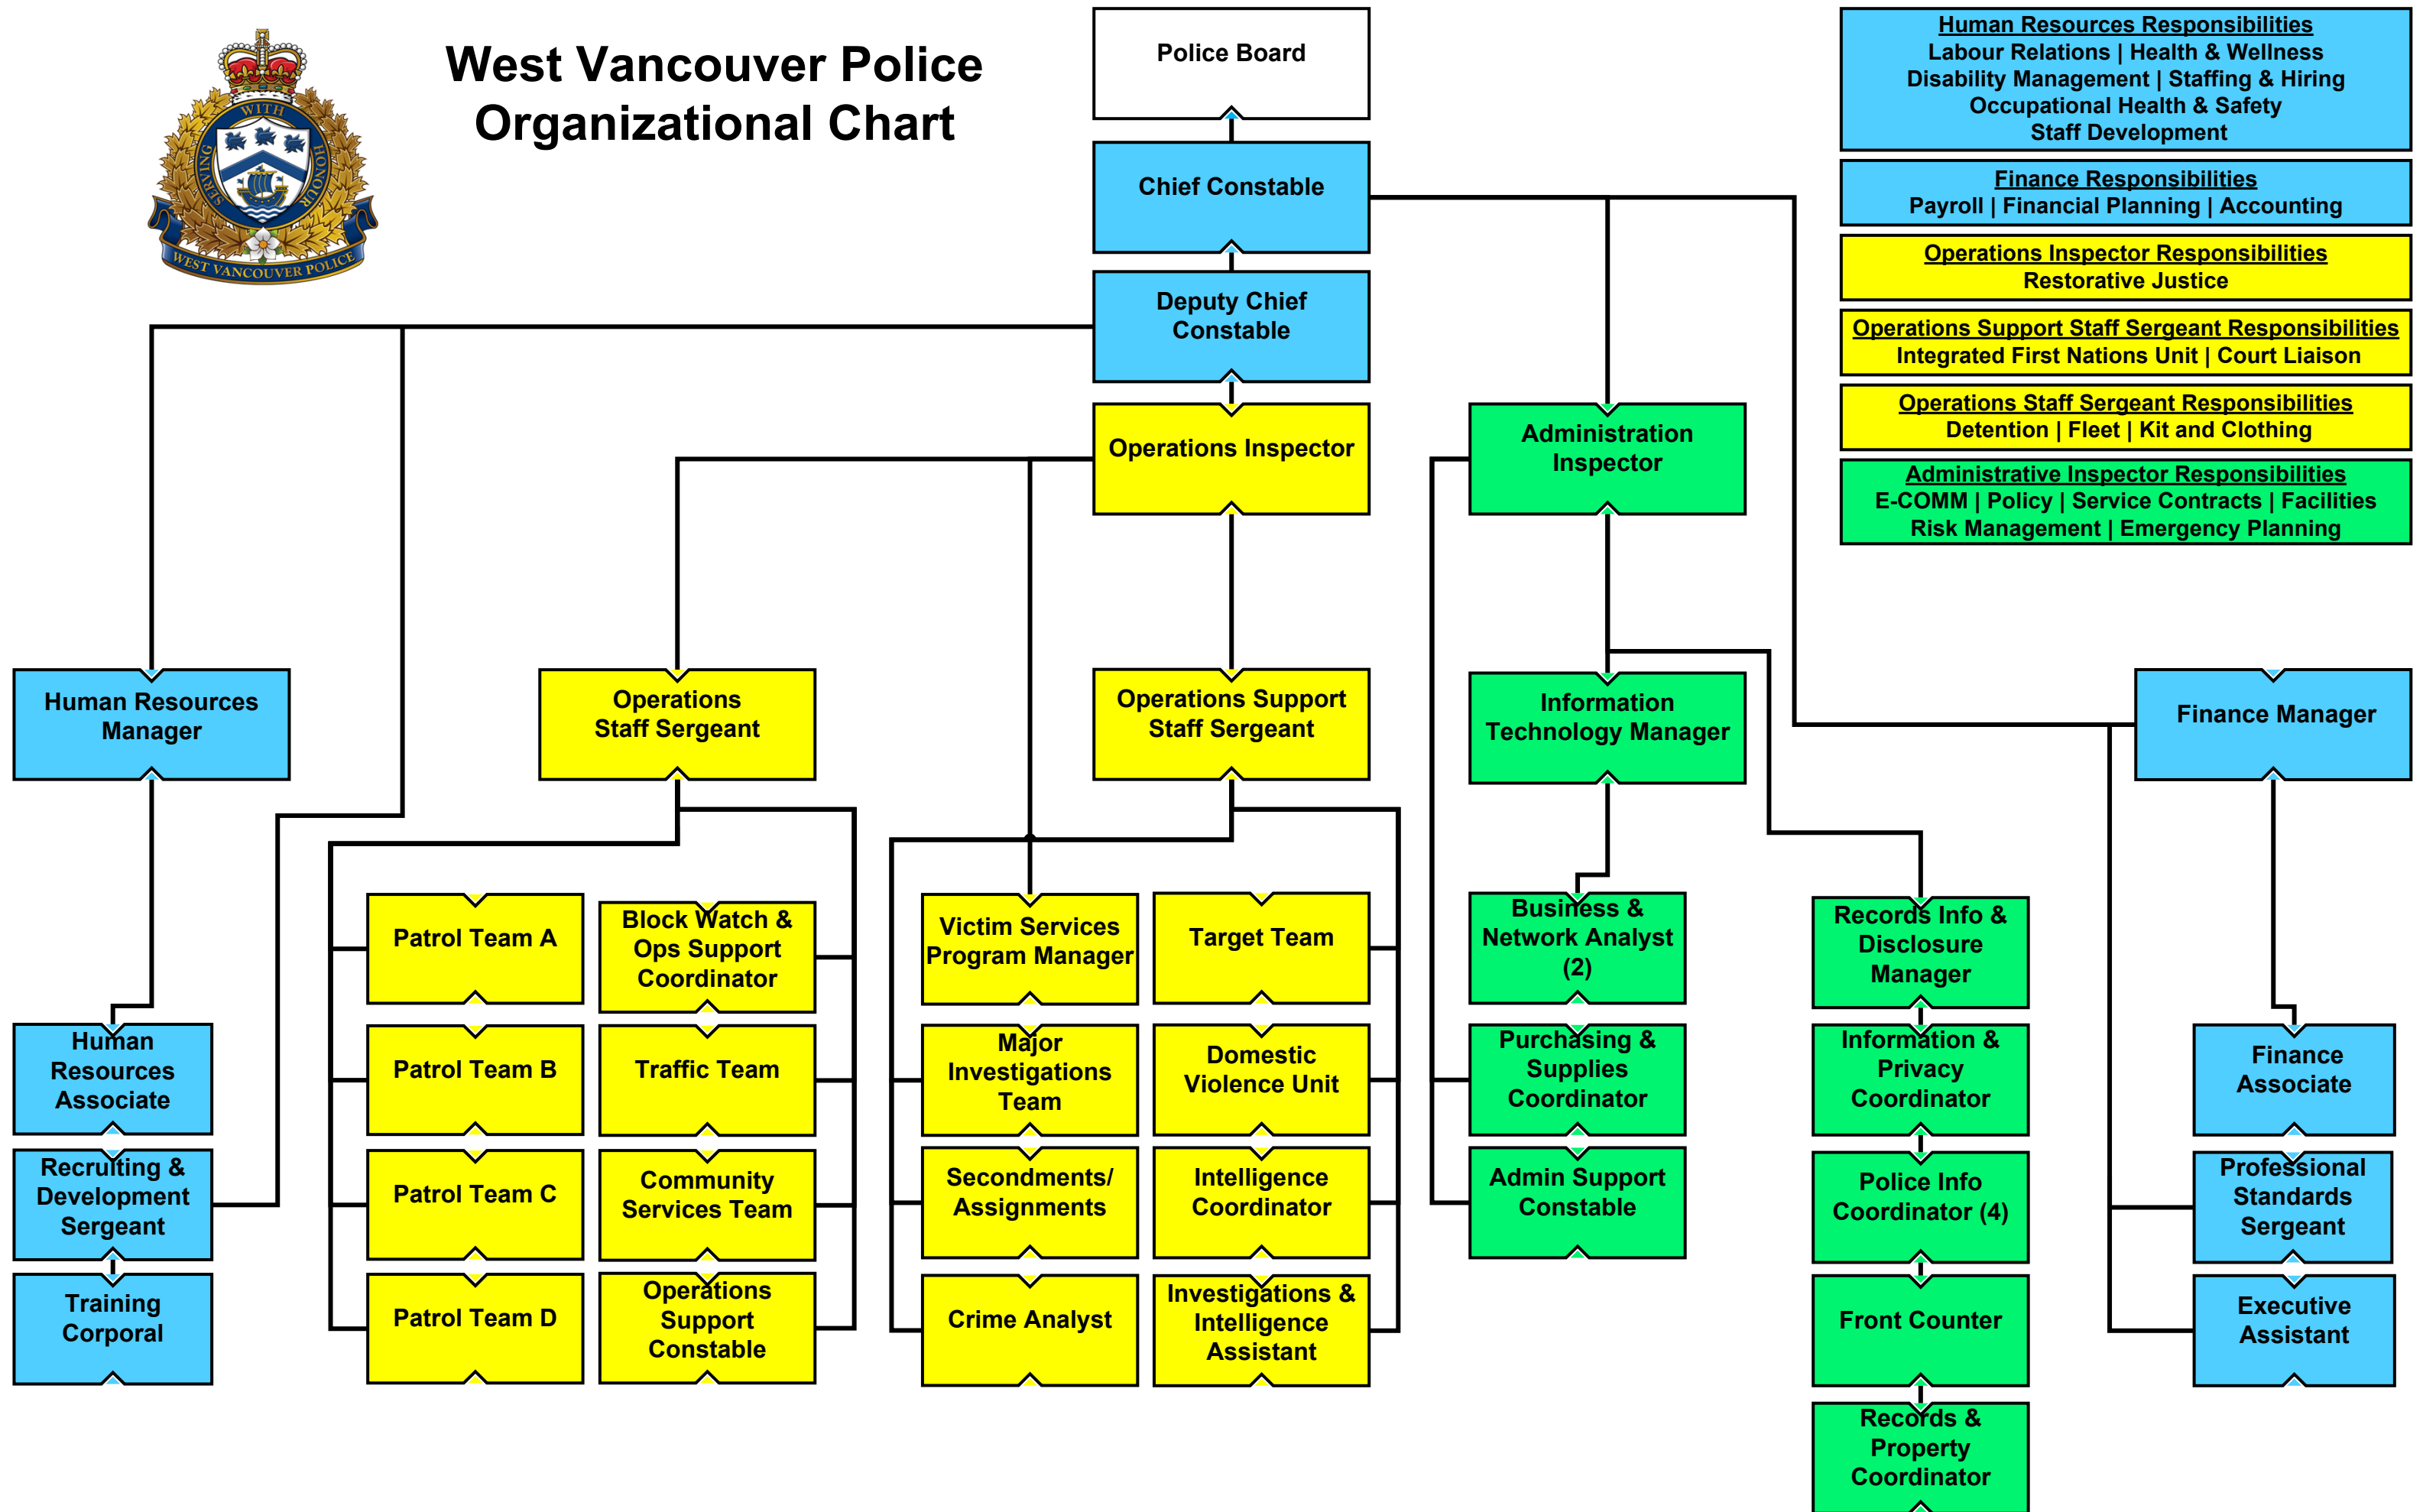 West Vancouver Police
Organizational Chart
SERVING
WITH
HONOUR
WEST VANCOUVER POLICE
Police Board
Chief Constable
Deputy Chief
Constable
Human Resources Responsibilities
Labour Relations | Health & Wellness
Disability Management | Staffing & Hiring
Occupational Health & Safety
Staff Development
Finance Responsibilities
Payroll | Financial Planning | Accounting
Operations Inspector Responsibilities
Restorative Justice
Operations Support Staff Sergeant Responsibilities
Integrated First Nations Unit | Court Liaison
Operations Staff Sergeant Responsibilities
Detention | Fleet | Kit and Clothing
Administrative Inspector Responsibilities
E-COMM | Policy | Service Contracts | Facilities
Risk Management | Emergency Planning
Operations Inspector
Administration
Inspector
Human Resources
Manager
Operations
Staff Sergeant
Operations Support
Staff Sergeant
Information
Technology Manager
Finance Manager
Patrol Team A
Block Watch &
Ops Support
Coordinator
Victim Services
Program Manager
Target Team
Business &
Network Analyst
(2)
Records Info &
Disclosure
Manager
Human
Resources
Associate
Patrol Team B
Traffic Team
Major
Investigations
Team
Domestic
Violence Unit
Purchasing &
Supplies
Coordinator
Information &
Privacy
Coordinator
Finance
Associate
Recruiting &
Development
Sergeant
Patrol Team C
Community
Services Team
Secondments/
Assignments
Intelligence
Coordinator
Admin Support
Constable
Police Info
Coordinator (4)
Professional
Standards
Sergeant
Training
Corporal
Patrol Team D
Operations
Support
Constable
Crime Analyst
Investigations &
Intelligence
Assistant
Front Counter
Executive
Assistant
Records &
Property
Coordinator